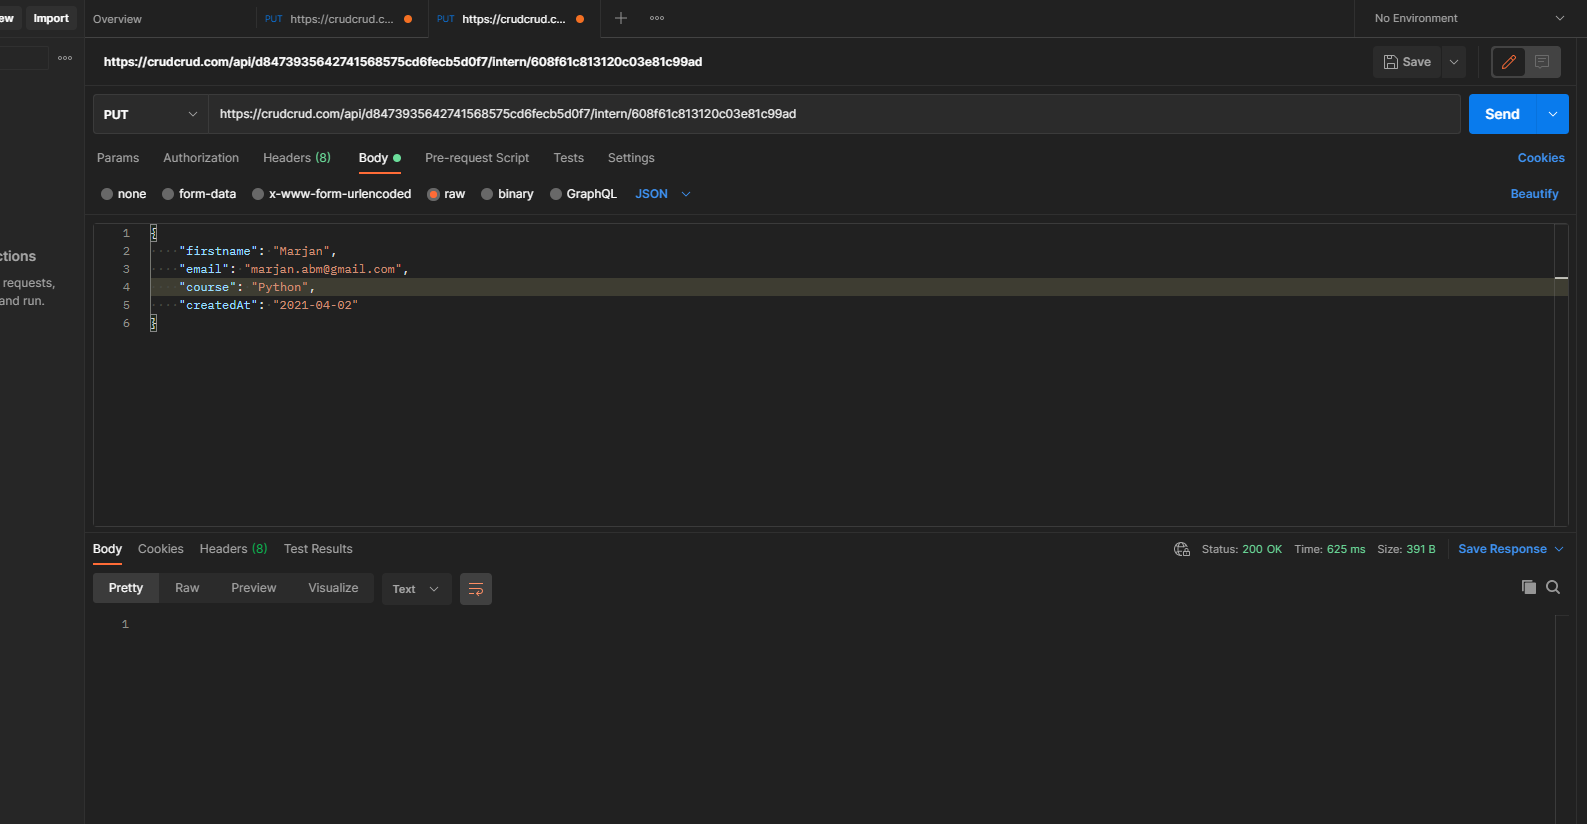 ew Import Overview PUT https://crudcrud.c... PUT https://crudcrud.c... No Environment
https://crudcrud.com/api/d8473935642741568575cd6fecb5d0f7/intern/608f61c813120c03e81c99ad Save
PUT https://crudcrud.com/api/d8473935642741568575cd6fecb5d0f7/intern/608f61c813120c03e81c99ad Send
Params Authorization Headers (8) Body Pre-request Script Tests Settings Cookies
none form-data x-www-form-urlencoded raw binary GraphQL JSON Beautify
1 {
2 "firstname": "Marjan",
3 "email": "marjan.abm@gmail.com",
4 "course": "Python",
5 "createdAt": "2021-04-02"
6 }
ctions
requests,
and run.
Body Cookies Headers (8) Test Results Status: 200 OK Time: 625 ms Size: 391 B Save Response
Pretty Raw Preview Visualize Text
1